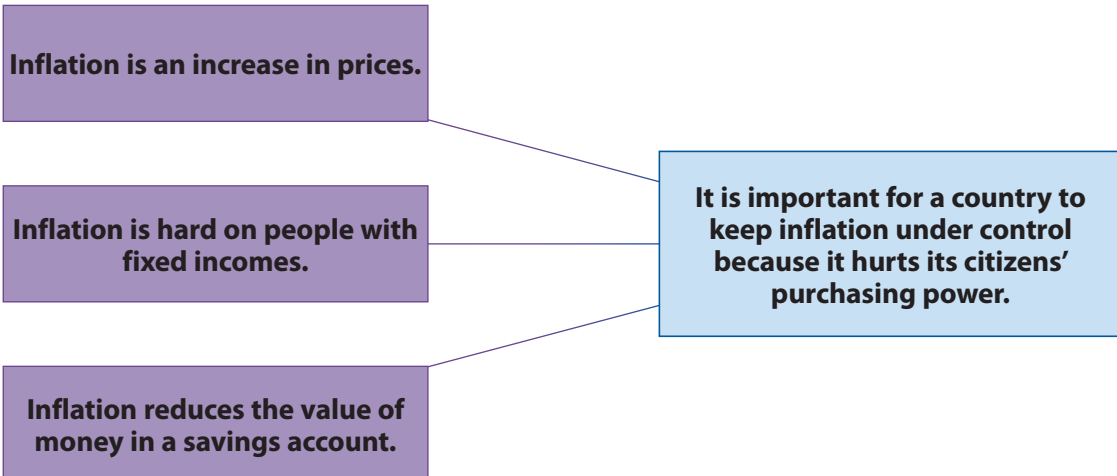 Inflation is an increase in prices.
Inflation is hard on people with
fixed incomes.
Inflation reduces the value of
money in a savings account.
It is important for a country to
keep inflation under control
because it hurts its citizens’
purchasing power.